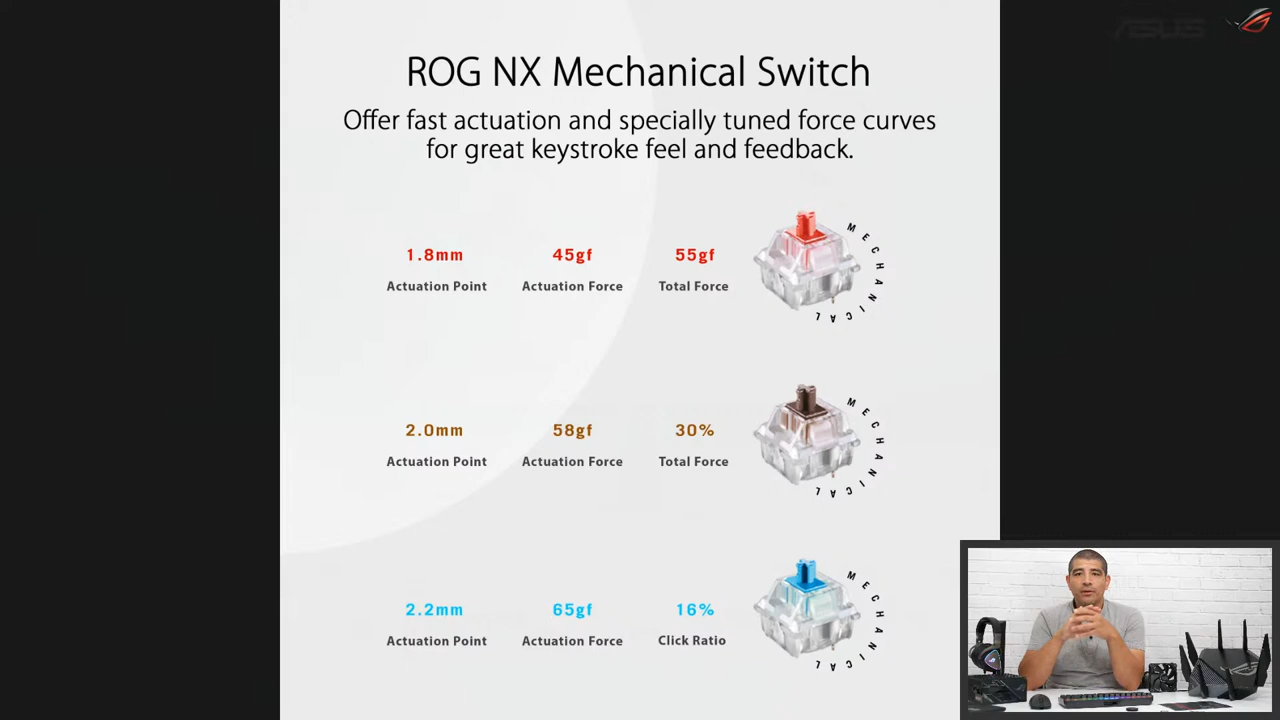 ASUS
ROG NX Mechanical Switch
Offer fast actuation and specially tuned force curves
for great keystroke feel and feedback.
1.8mm 45gf 55gf
Actuation Point Actuation Force Total Force
MECHANICAL
2.0mm 58gf 30%
Actuation Point Actuation Force Total Force
MECHANICAL
2.2mm 65gf 16%
Actuation Point Actuation Force Click Ratio
MECHANICAL